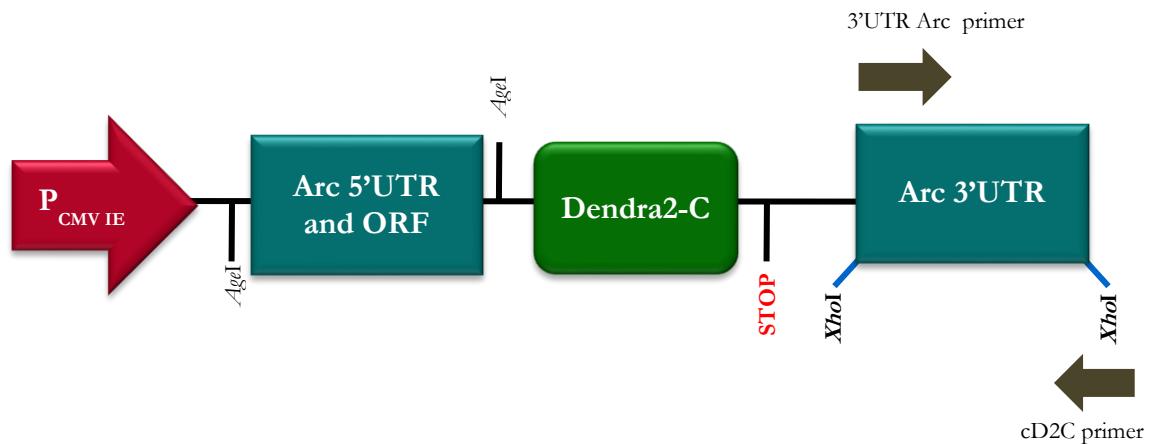 3’UTR Arc primer
P CMV IE
AgeI
Arc 5’UTR
and ORF
AgeI
Dendra2-C
STOP
Arc 3’UTR
XhoI
XhoI
cD2C primer